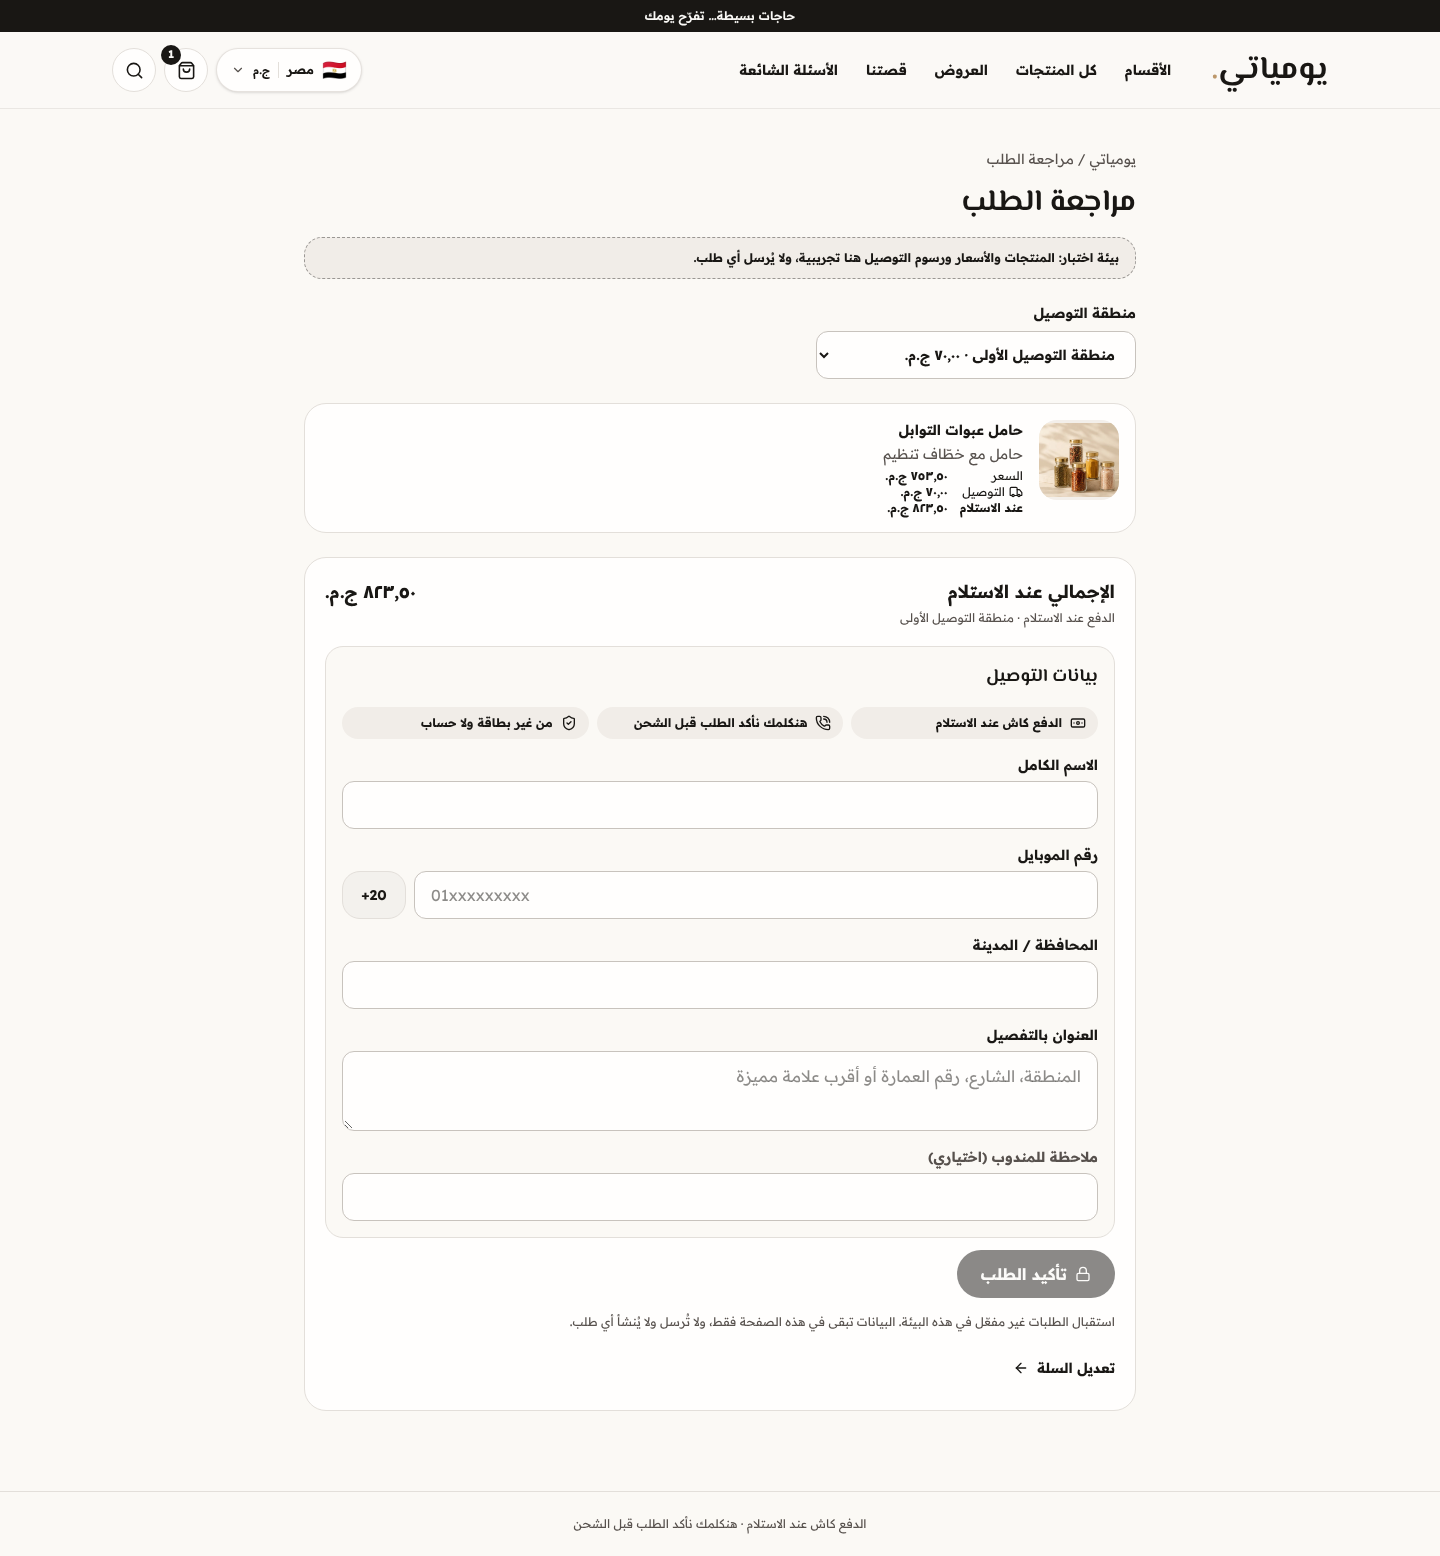 حاجات بسيطة... تفرّح يومك
يومياتي.
الأقسام
كل المنتجات
العروض
قصتنا
الأسئلة الشائعة
مصر
ج.م
1
يومياتي / مراجعة الطلب
مراجعة الطلب
بيئة اختبار: المنتجات والأسعار ورسوم التوصيل هنا تجريبية، ولا يُرسل أي طلب.
منطقة التوصيل
منطقة التوصيل الأولى · ٧٠,٠٠ ج.م.
حامل عبوات التوابل
حامل مع خطّاف تنظيم
السعر ٧٥٣,٥٠ ج.م.
التوصيل ٧٠,٠٠ ج.م.
عند الاستلام ٨٢٣,٥٠ ج.م.
الإجمالي عند الاستلام ٨٢٣,٥٠ ج.م.
الدفع عند الاستلام · منطقة التوصيل الأولى
بيانات التوصيل
الدفع كاش عند الاستلام
هنكلمك نأكد الطلب قبل الشحن
من غير بطاقة ولا حساب
الاسم الكامل
رقم الموبايل
01xxxxxxxxx
+20
المحافظة / المدينة
العنوان بالتفصيل
المنطقة، الشارع، رقم العمارة أو أقرب علامة مميزة
ملاحظة للمندوب (اختياري)
تأكيد الطلب
استقبال الطلبات غير مفعّل في هذه البيئة. البيانات تبقى في هذه الصفحة فقط، ولا تُرسل ولا يُنشأ أي طلب.
تعديل السلة
الدفع كاش عند الاستلام · هنكلمك نأكد الطلب قبل الشحن